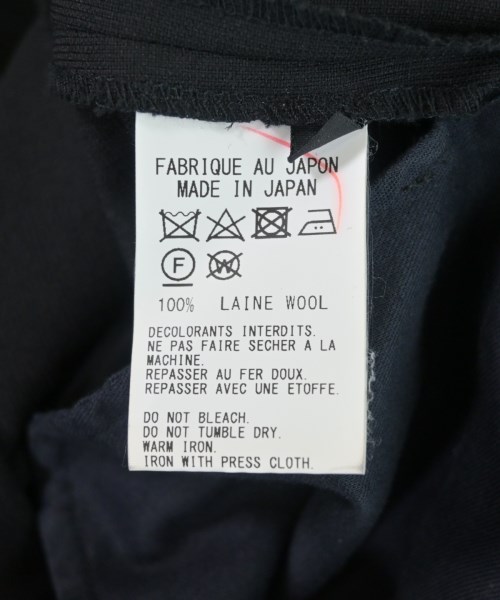 FABRIQUE AU JAPON
MADE IN JAPAN
F W
100% LAINE WOOL
DECOLORANTS INTERDITS.
NE PAS FAIRE SECHER A LA
MACHINE.
REPASSER AU FER DOUX.
REPASSER AVEC UNE ETOFFE.
DO NOT BLEACH.
DO NOT TUMBLE DRY.
WARM IRON.
IRON WITH PRESS CLOTH.